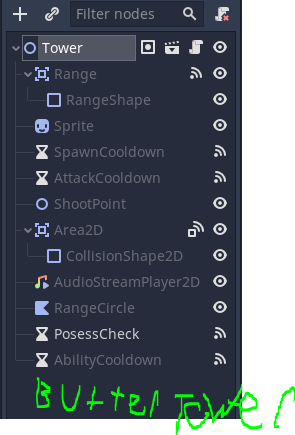 Filter nodes
Tower
Range
RangeShape
Sprite
SpawnCooldown
AttackCooldown
ShootPoint
Area2D
CollisionShape2D
AudioStreamPlayer2D
RangeCircle
PosessCheck
AbilityCooldown
Butter Tower